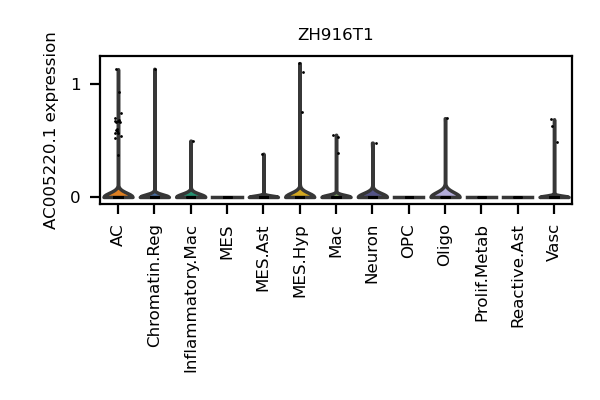 ZH916T1
AC005220.1 expression
1
0
AC
Chromatin.Reg
Inflammatory.Mac
MES
MES.Ast
MES.Hyp
Mac
Neuron
OPC
Oligo
Prolif.Metab
Reactive.Ast
Vasc